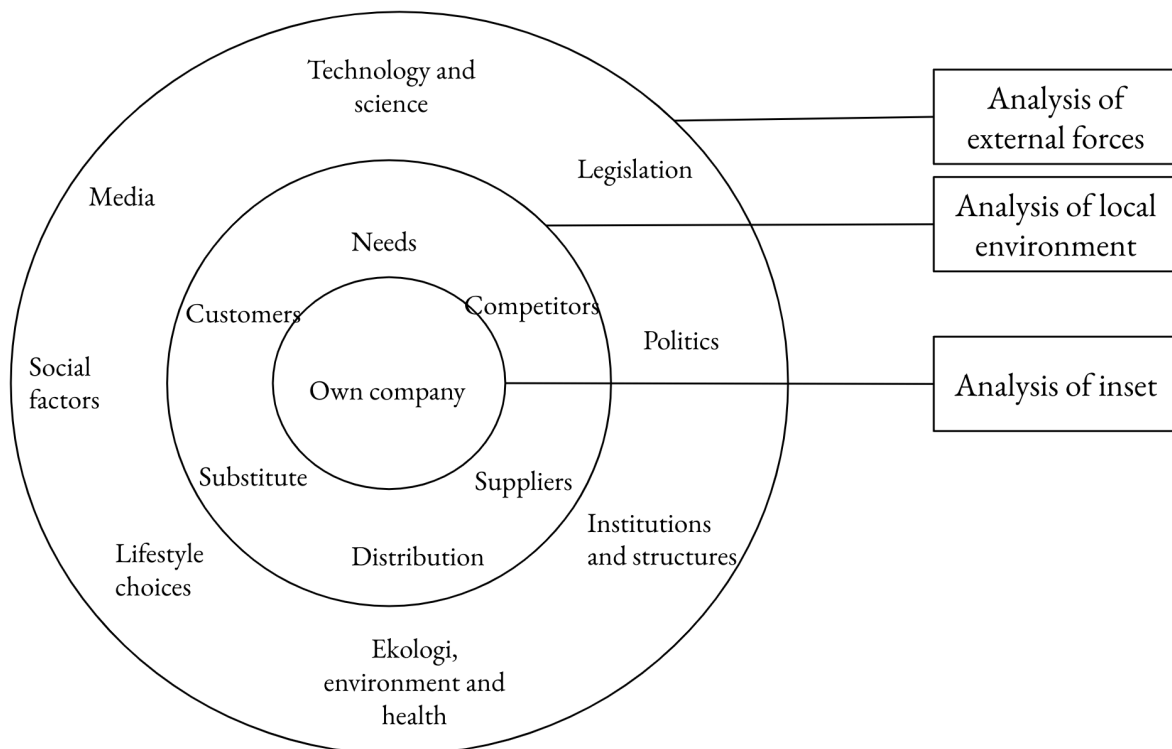 Technology and
science
Analysis of
external forces
Legislation
Media
Analysis of local
environment
Needs
Customers
Competitors
Politics
Social
factors
Own company
Analysis of inset
Substitute
Suppliers
Institutions
and structures
Lifestyle
choices
Distribution
Ekologi,
environment and
health